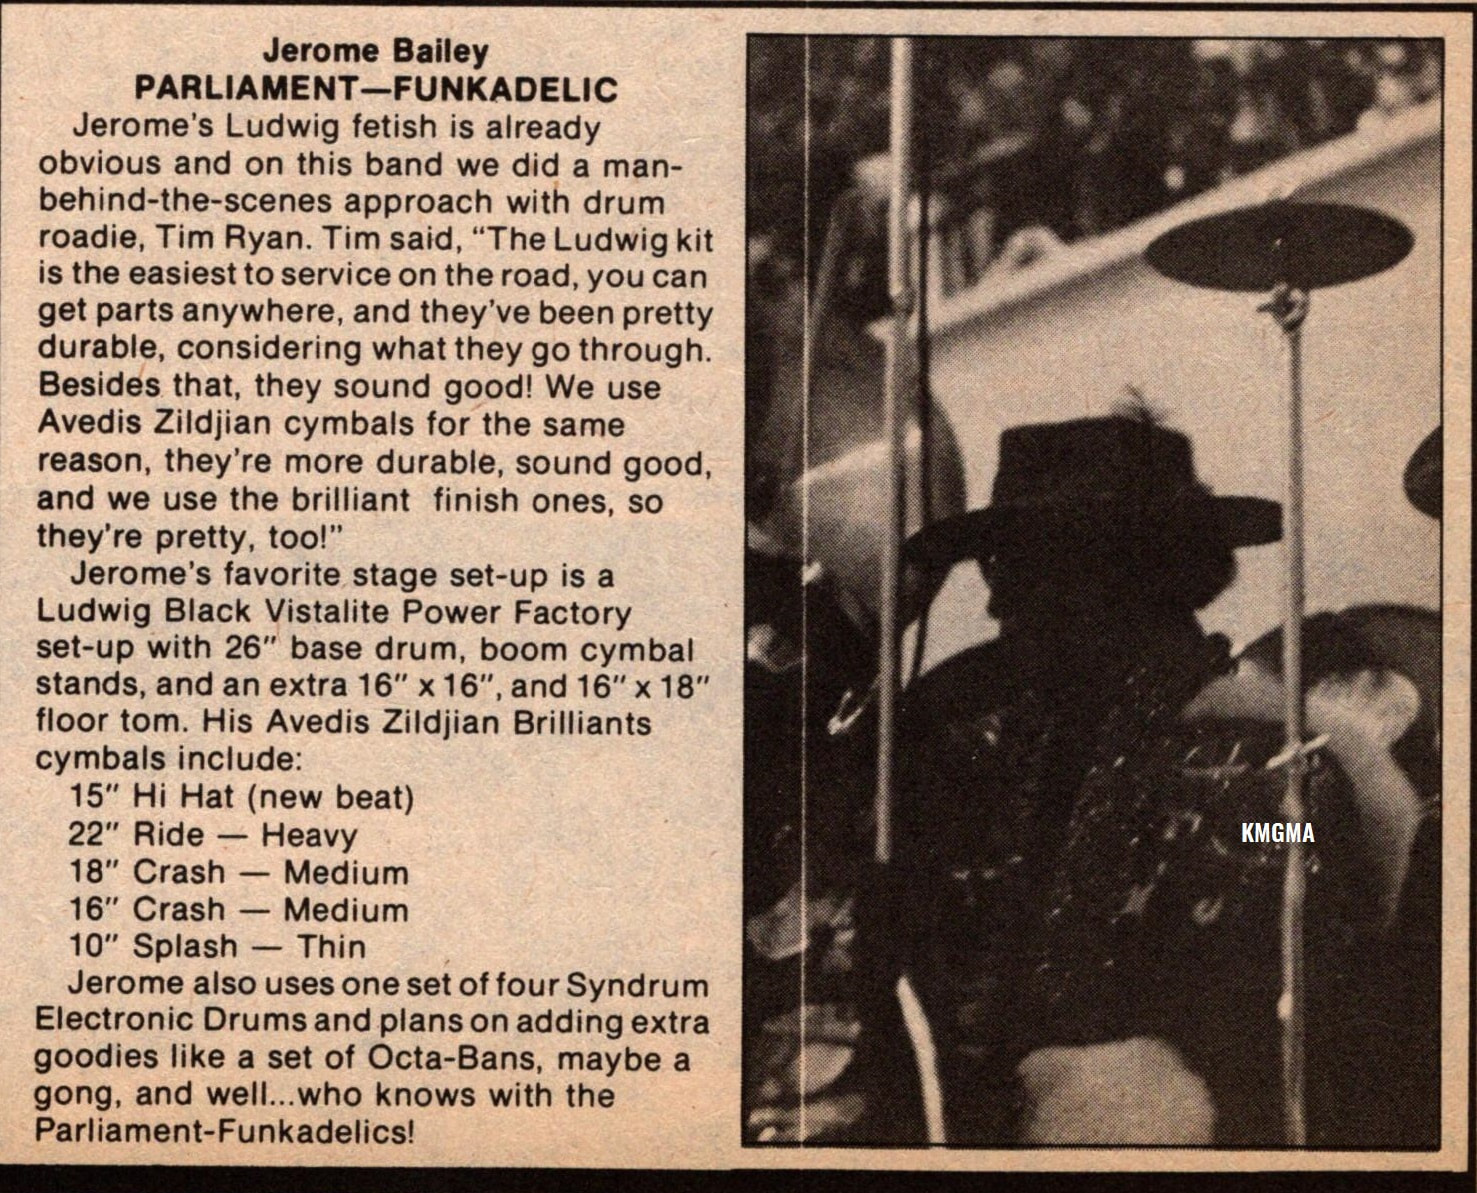 Jerome Bailey
PARLIAMENT—FUNKADELIC
Jerome's Ludwig fetish is already
obvious and on this band we did a man-
behind-the-scenes approach with drum
roadie, Tim Ryan. Tim said, “The Ludwig kit
is the easiest to service on the road, you can
get parts anywhere, and they've been pretty
durable, considering what they go through.
Besides that, they sound good! We use
Avedis Zildjian cymbals for the same
reason, they're more durable, sound good,
and we use the brilliant finish ones, so
they're pretty, too!”
Jerome's favorite stage set-up is a
Ludwig Black Vistalite Power Factory
set-up with 26″ base drum, boom cymbal
stands, and an extra 16″ x 16″, and 16″ x 18″
floor tom. His Avedis Zildjian Brilliants
cymbals include:
15″ Hi Hat (new beat)
22″ Ride — Heavy
18″ Crash — Medium
16″ Crash — Medium
10″ Splash — Thin
Jerome also uses one set of four Syndrum
Electronic Drums and plans on adding extra
goodies like a set of Octa-Bans, maybe a
gong, and well...who knows with the
Parliament-Funkadelics!
KMGMA